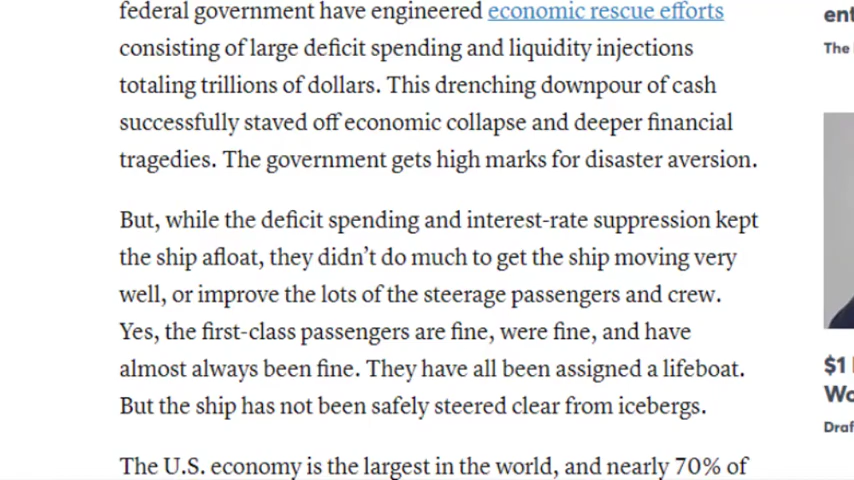 federal government have engineered economic rescue efforts
consisting of large deficit spending and liquidity injections
totaling trillions of dollars. This drenching downpour of cash
successfully staved off economic collapse and deeper financial
tragedies. The government gets high marks for disaster aversion.
But, while the deficit spending and interest-rate suppression kept
the ship afloat, they didn’t do much to get the ship moving very
well, or improve the lots of the steerage passengers and crew.
Yes, the first-class passengers are fine, were fine, and have
almost always been fine. They have all been assigned a lifeboat.
But the ship has not been safely steered clear from icebergs.
The U.S. economy is the largest in the world, and nearly 70% of
The
$1